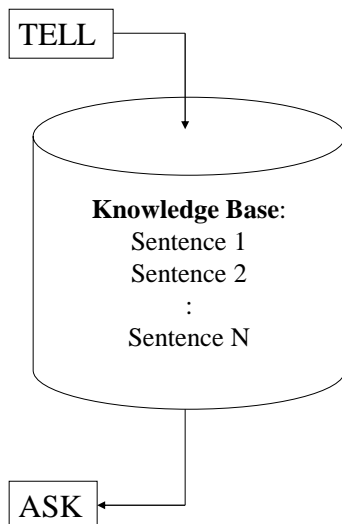 TELL
Knowledge Base:
Sentence 1
Sentence 2
:
Sentence N
ASK